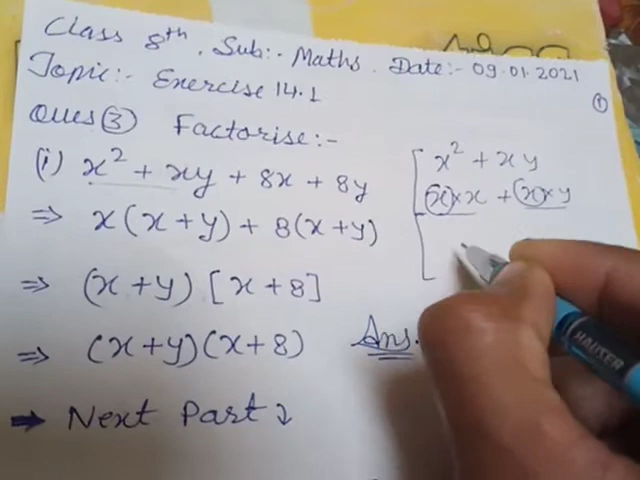 Class 8th. Sub:- Maths. Date:- 09.01.2021
Topic:- Exercise 14.1
①
Ques ③ Factorise:-
(i) x² + xy + 8x + 8y
⇒ x(x+y) + 8(x+y)
⇒ (x+y) [x+8]
⇒ (x+y)(x+8) Ans.
➡ Next Part ↓
x² + xy
(x)×x + (x)×y
HAUSER